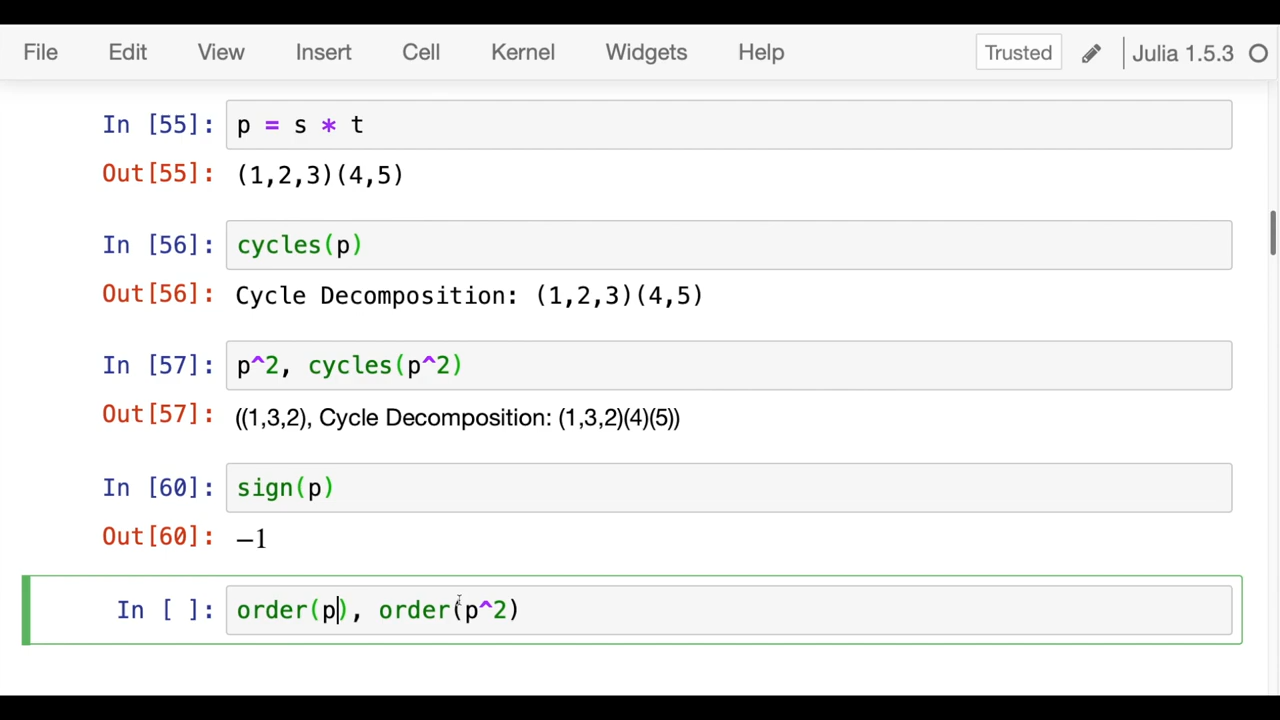 File Edit View Insert Cell Kernel Widgets Help Trusted Julia 1.5.3
In [55]: p = s * t
Out[55]: (1,2,3)(4,5)
In [56]: cycles(p)
Out[56]: Cycle Decomposition: (1,2,3)(4,5)
In [57]: p^2, cycles(p^2)
Out[57]: ((1,3,2), Cycle Decomposition: (1,3,2)(4)(5))
In [60]: sign(p)
Out[60]: −1
In [ ]: order(p), order(p^2)